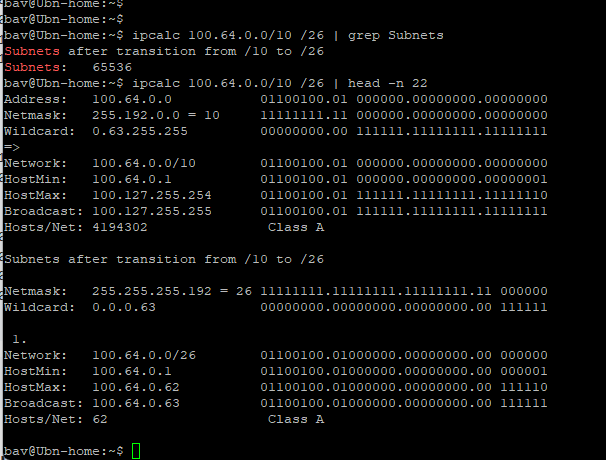 bav@Ubn-home:~$
bav@Ubn-home:~$
bav@Ubn-home:~$ ipcalc 100.64.0.0/10 /26 | grep Subnets
Subnets after transition from /10 to /26
Subnets:   65536
bav@Ubn-home:~$ ipcalc 100.64.0.0/10 /26 | head -n 22
Address:   100.64.0.0           01100100.01 000000.00000000.00000000
Netmask:   255.192.0.0 = 10     11111111.11 000000.00000000.00000000
Wildcard:  0.63.255.255         00000000.00 111111.11111111.11111111
=>
Network:   100.64.0.0/10        01100100.01 000000.00000000.00000000
HostMin:   100.64.0.1           01100100.01 000000.00000000.00000001
HostMax:   100.127.255.254      01100100.01 111111.11111111.11111110
Broadcast: 100.127.255.255      01100100.01 111111.11111111.11111111
Hosts/Net: 4194302               Class A
Subnets after transition from /10 to /26
Netmask:   255.255.255.192 = 26 11111111.11111111.11111111.11 000000
Wildcard:  0.0.0.63             00000000.00000000.00000000.00 111111
 1.
Network:   100.64.0.0/26        01100100.01000000.00000000.00 000000
HostMin:   100.64.0.1           01100100.01000000.00000000.00 000001
HostMax:   100.64.0.62          01100100.01000000.00000000.00 111110
Broadcast: 100.64.0.63          01100100.01000000.00000000.00 111111
Hosts/Net: 62                    Class A
bav@Ubn-home:~$